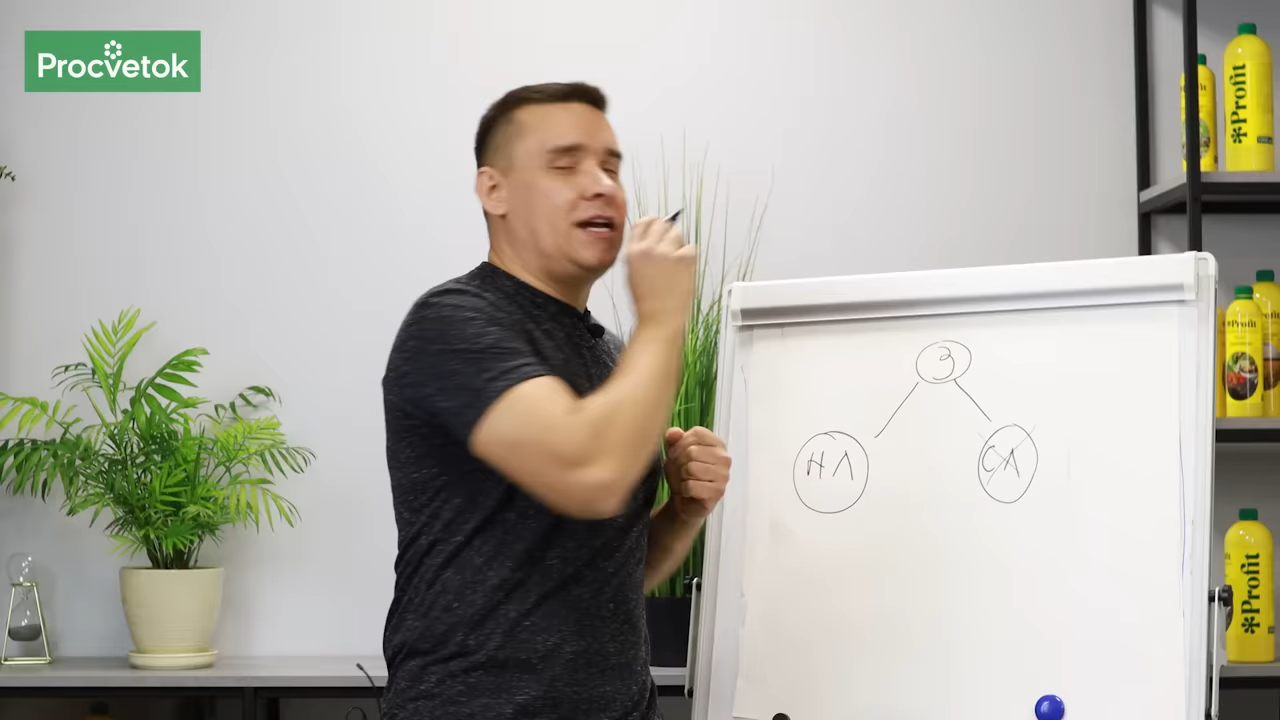 Procvetok
Profit
Profit
Profit
Profit
З
НЛ
СА